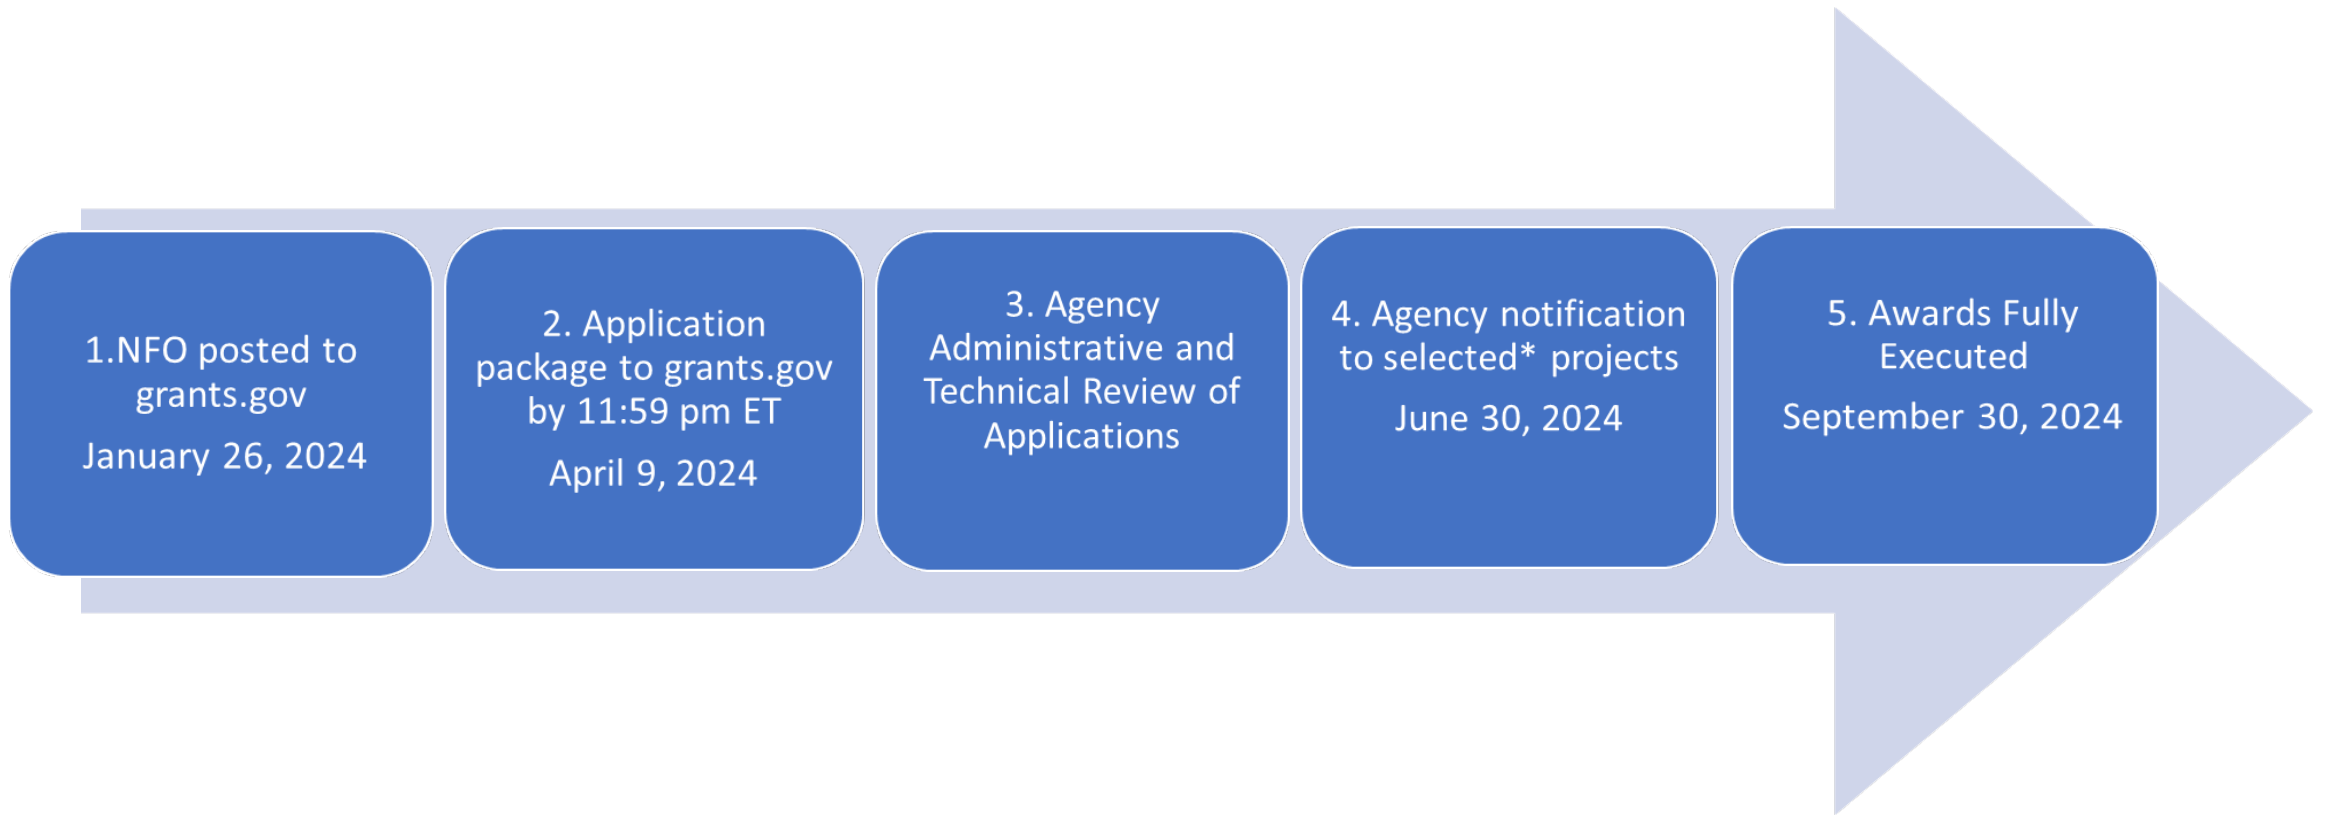 1.NFO posted to
grants.gov
January 26, 2024
2. Application
package to grants.gov
by 11:59 pm ET
April 9, 2024
3. Agency
Administrative and
Technical Review of
Applications
4. Agency notification
to selected* projects
June 30, 2024
5. Awards Fully
Executed
September 30, 2024